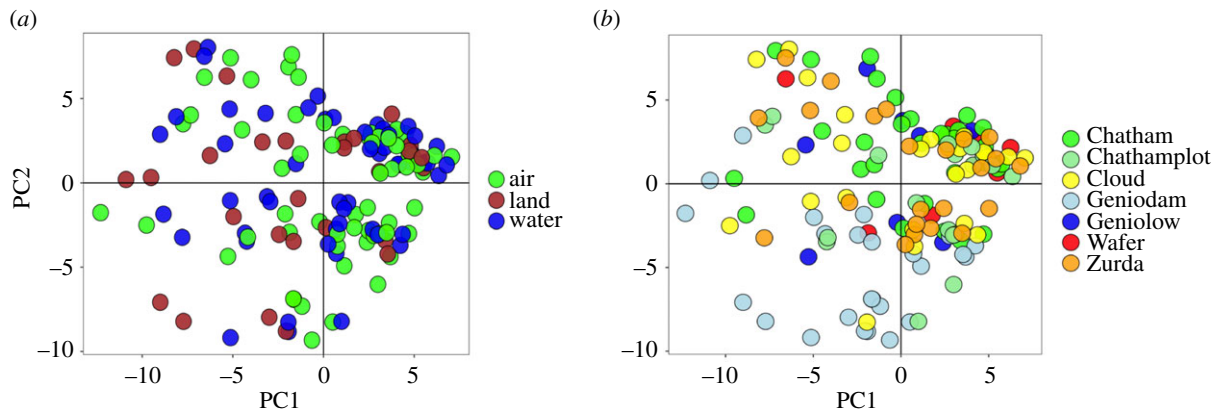 (a)
(b)
PC2
5
0
−5
−10
−10
−5
0
5
PC1
air
land
water
5
0
−5
−10
−10
−5
0
5
PC1
Chatham
Chathamplot
Cloud
Geniodam
Geniolow
Wafer
Zurda